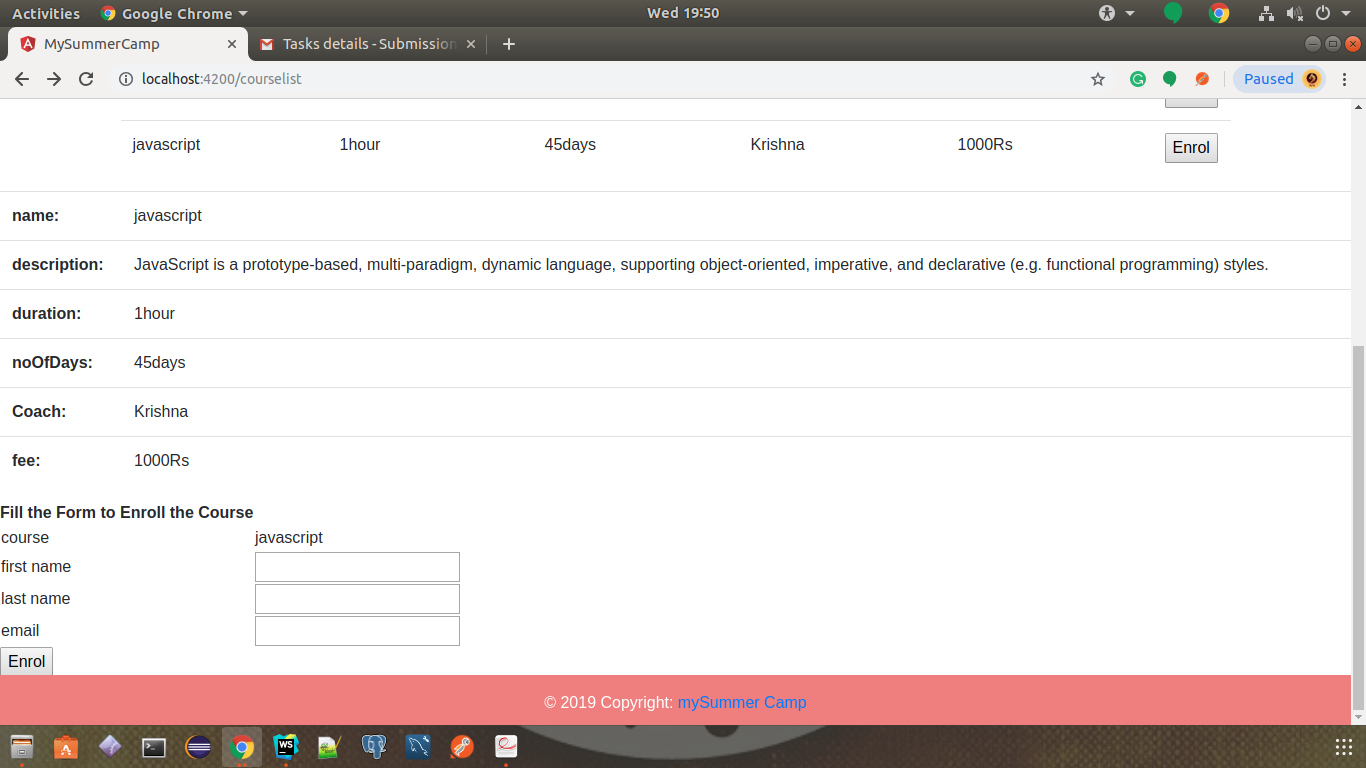 Activities Google Chrome Wed 19:50
MySummerCamp Tasks details - Submission
localhost:4200/courselist Paused
javascript 1hour 45days Krishna 1000Rs Enrol
name: javascript
description: JavaScript is a prototype-based, multi-paradigm, dynamic language, supporting object-oriented, imperative, and declarative (e.g. functional programming) styles.
duration: 1hour
noOfDays: 45days
Coach: Krishna
fee: 1000Rs
Fill the Form to Enroll the Course
course javascript
first name
last name
email
Enrol
© 2019 Copyright: mySummer Camp
WS